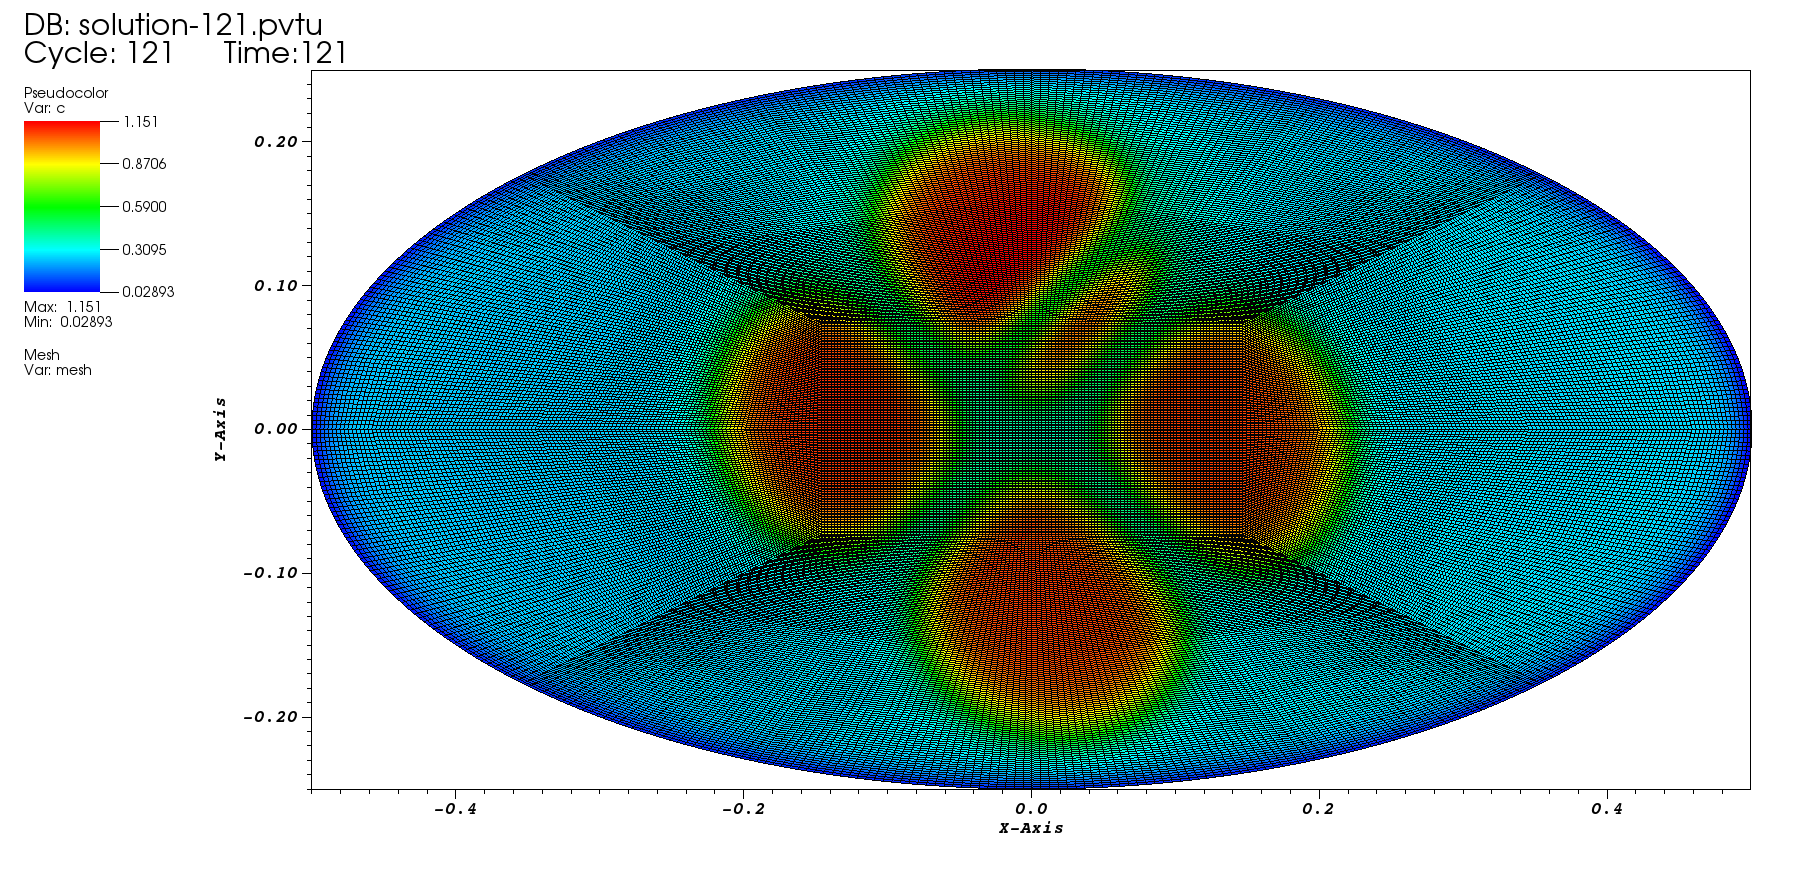 DB: solution-121.pvtu
Cycle: 121 Time:121
Pseudocolor
Var: c
1.151
0.8706
0.5900
0.3095
0.02893
Max: 1.151
Min: 0.02893
Mesh
Var: mesh
0.20
0.10
0.00
-0.10
-0.20
Y-Axis
-0.4 -0.2 0.0 0.2 0.4
X-Axis